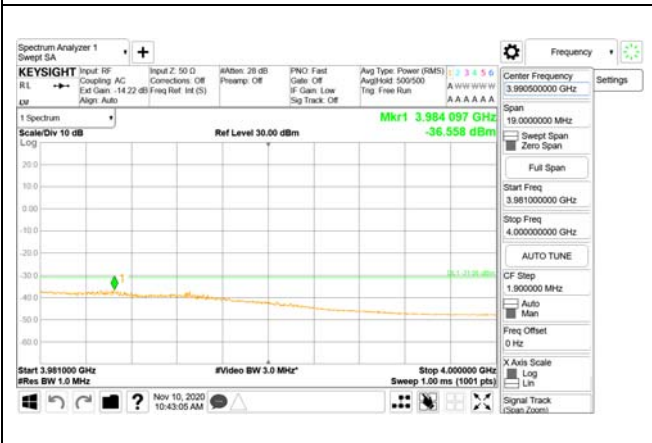 Spectrum Analyzer 1
Swept SA
Frequency
KEYSIGHT
RL
Input: RF
Coupling: AC
Ext Gain: -14.22 dB
Align: Auto
Input Z: 50 Ω
Corrections: Off
Freq Ref: Int (S)
#Atten: 28 dB
Preamp: Off
PNO: Fast
Gate: Off
IF Gain: Low
Sig Track: Off
Avg Type: Power (RMS)
Avg|Hold: 500/500
Trig: Free Run
1 2 3 4 5 6
A W W W W W
A A A A A A
Settings
Center Frequency
3.990500000 GHz
Span
19.0000000 MHz
Swept Span
Zero Span
Full Span
Start Freq
3.981000000 GHz
Stop Freq
4.000000000 GHz
AUTO TUNE
CF Step
1.900000 MHz
Auto
Man
Freq Offset
0 Hz
X Axis Scale
Log
Lin
Signal Track
(Span Zoom)
1 Spectrum
Scale/Div 10 dB
Ref Level 30.00 dBm
Mkr1 3.984 097 GHz
-36.558 dBm
Log
20.0
10.0
0.00
-10.0
-20.0
-30.0
-40.0
-50.0
-60.0
1
Start 3.981000 GHz
#Res BW 1.0 MHz
#Video BW 3.0 MHz*
Stop 4.000000 GHz
Sweep 1.00 ms (1001 pts)
?
Nov 10, 2020
10:43:05 AM